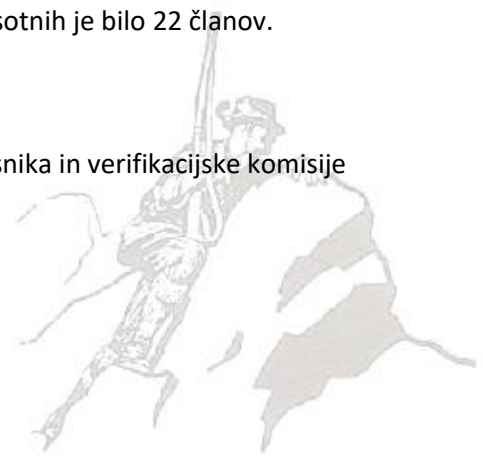 sotnih je bilo 22 članov.
snika in verifikacijske komisije